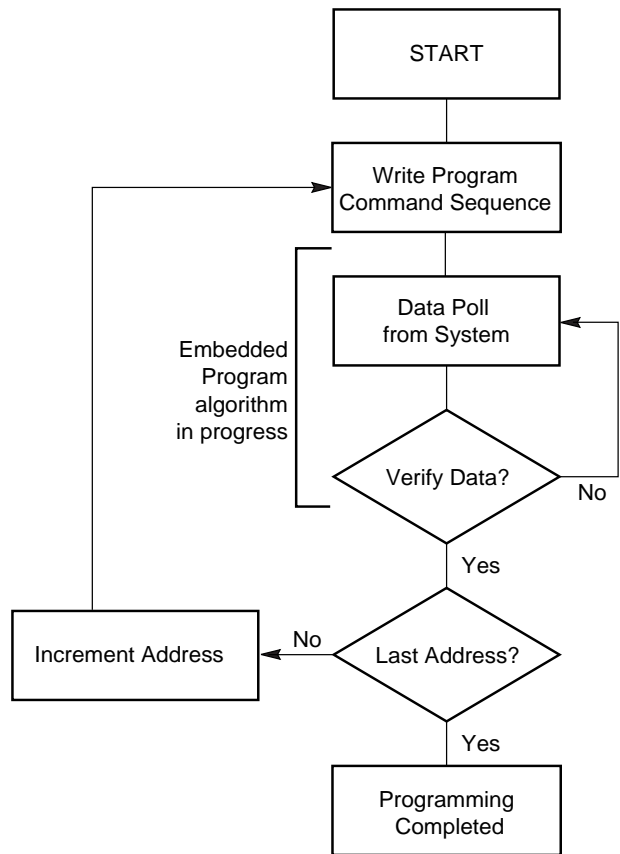 START
Write Program
Command Sequence
Data Poll
from System
Embedded
Program
algorithm
in progress
Verify Data?
No
Yes
No
Increment Address
Last Address?
Yes
Programming
Completed